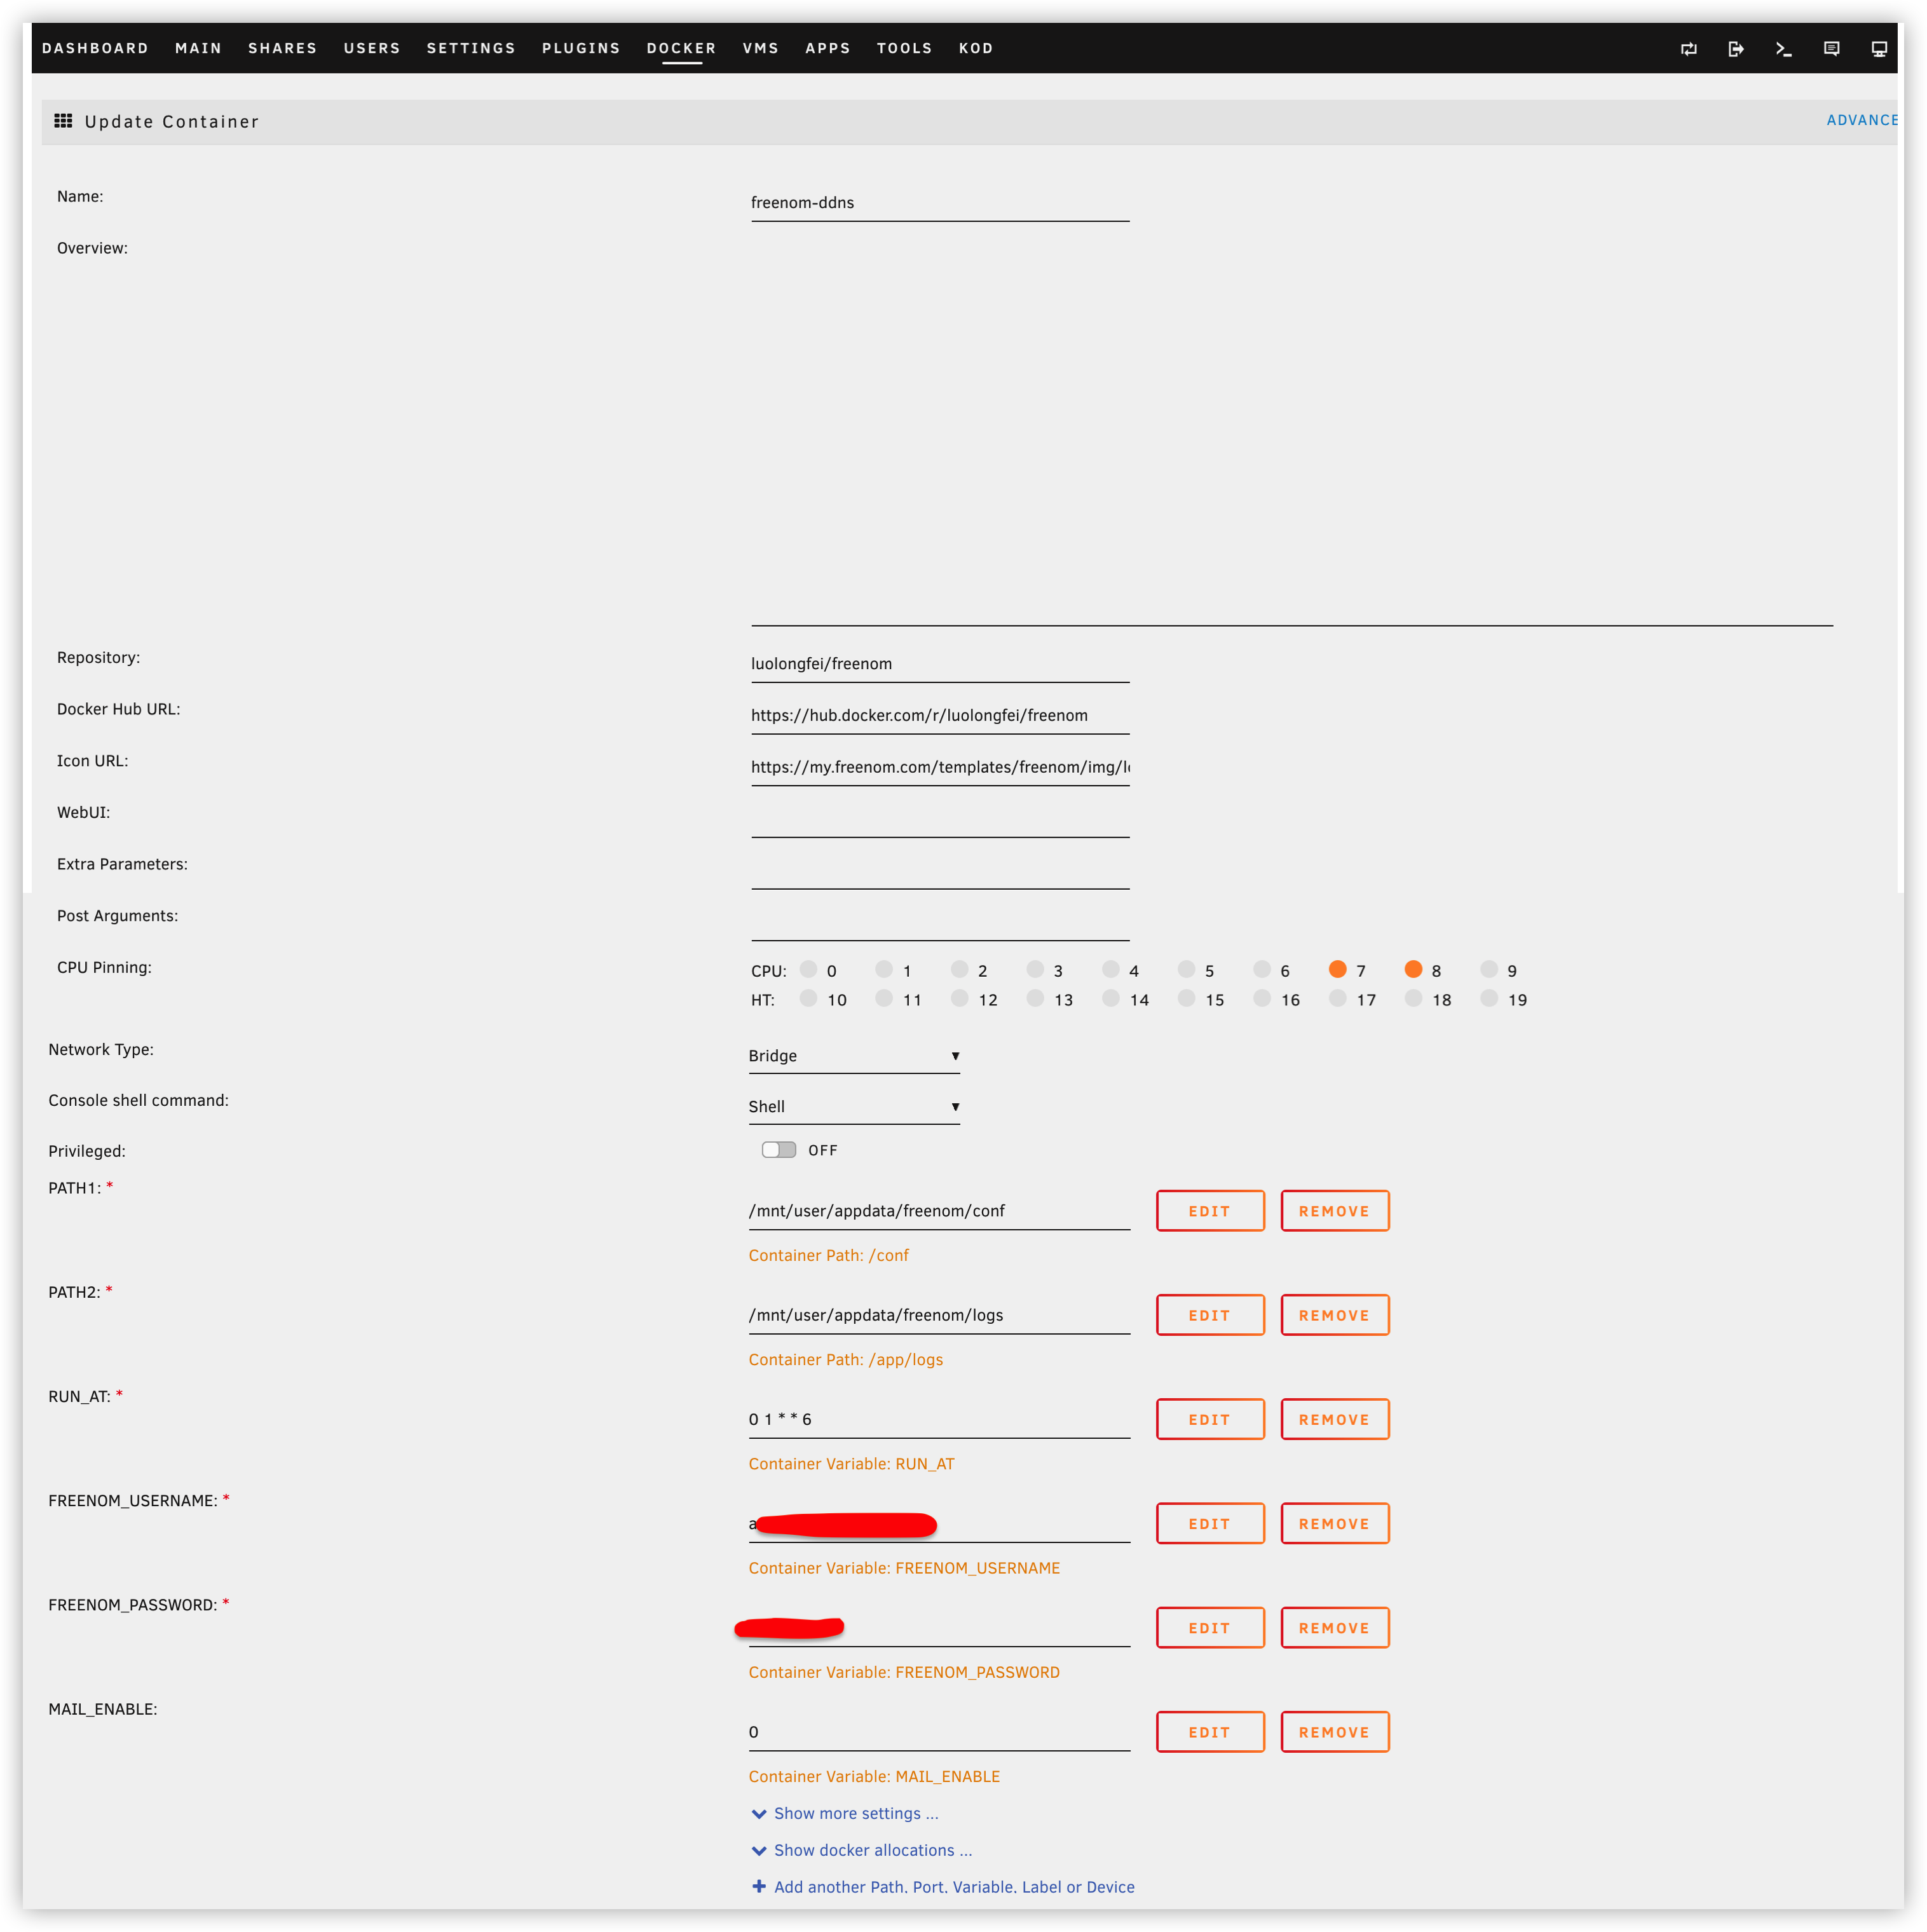 DASHBOARD MAIN SHARES USERS SETTINGS PLUGINS DOCKER VMS APPS TOOLS KOD
Update Container ADVANCE
Name: freenom-ddns
Overview:
Repository: luolongfei/freenom
Docker Hub URL: https://hub.docker.com/r/luolongfei/freenom
Icon URL: https://my.freenom.com/templates/freenom/img/l
WebUI:
Extra Parameters:
Post Arguments:
CPU Pinning: CPU: 0 1 2 3 4 5 6 7 8 9
HT: 10 11 12 13 14 15 16 17 18 19
Network Type: Bridge
Console shell command: Shell
Privileged: OFF
PATH1: *
/mnt/user/appdata/freenom/conf EDIT REMOVE
Container Path: /conf
PATH2: *
/mnt/user/appdata/freenom/logs EDIT REMOVE
Container Path: /app/logs
RUN_AT: *
0 1 * * 6 EDIT REMOVE
Container Variable: RUN_AT
FREENOM_USERNAME: *
a EDIT REMOVE
Container Variable: FREENOM_USERNAME
FREENOM_PASSWORD: *
EDIT REMOVE
Container Variable: FREENOM_PASSWORD
MAIL_ENABLE:
0 EDIT REMOVE
Container Variable: MAIL_ENABLE
Show more settings ...
Show docker allocations ...
Add another Path, Port, Variable, Label or Device